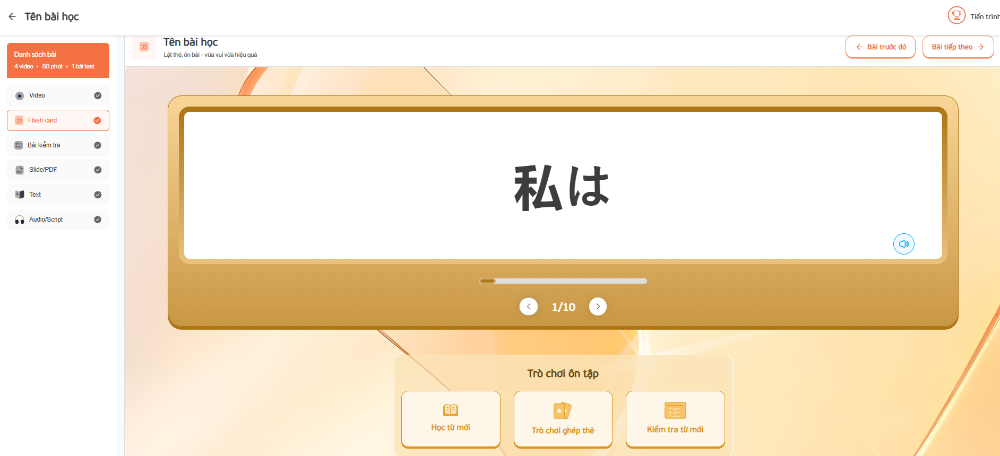 Tên bài học
Tiến trình
Danh sách bài
4 video • 50 phút • 1 bài test
Video
Flash card
Bài kiểm tra
Slide/PDF
Text
Audio/Script
カ
Tên bài học
Lật thẻ, ôn bài - vừa vui vừa hiệu quả
Bài trước đó
Bài tiếp theo
私は
1/10
Trò chơi ôn tập
Học từ mới
Trò chơi ghép thẻ
Kiểm tra từ mới